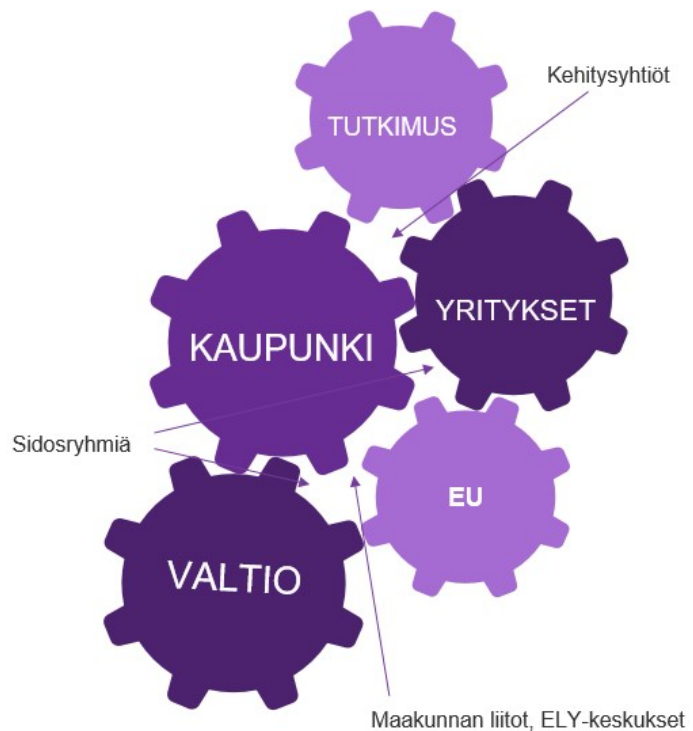 Kehitysyhtiöt
TUTKIMUS
YRITYKSET
KAUPUNKI
Sidosryhmiä
EU
VALTIO
Maakunnan liitot, ELY-keskukset